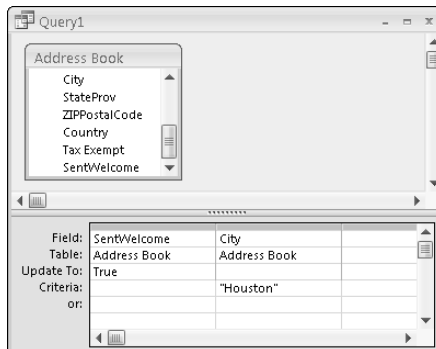 Query1
Address Book
City
StateProv
ZIPPostalCode
Country
Tax Exempt
SentWelcome
Field: SentWelcome City
Table: Address Book Address Book
Update To: True
Criteria: "Houston"
or: